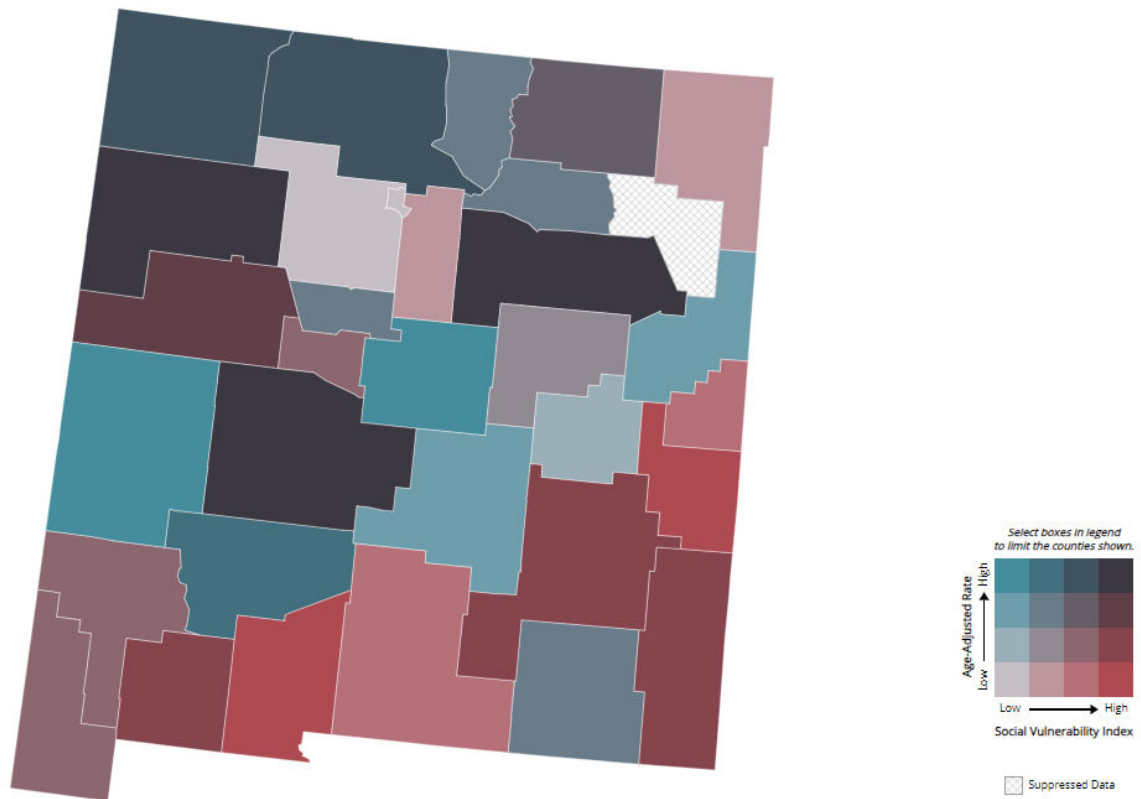 Select boxes in legend
to limit the counties shown.
Age-Adjusted Rate
High
Low
Low
High
Social Vulnerability Index
Suppressed Data